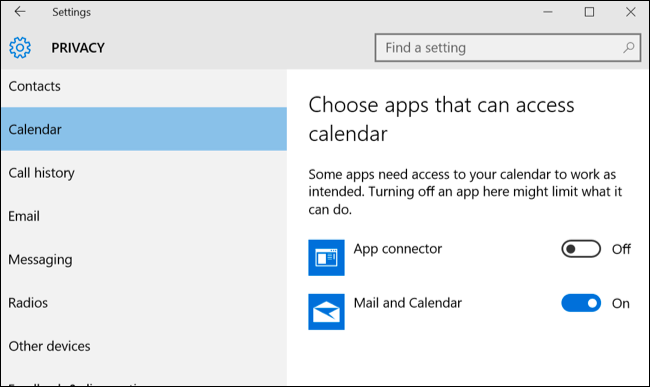 Settings
PRIVACY
Find a setting
Contacts
Calendar
Call history
Email
Messaging
Radios
Other devices
Choose apps that can access
calendar
Some apps need access to your calendar to work as
intended. Turning off an app here might limit what it
can do.
App connector Off
Mail and Calendar On